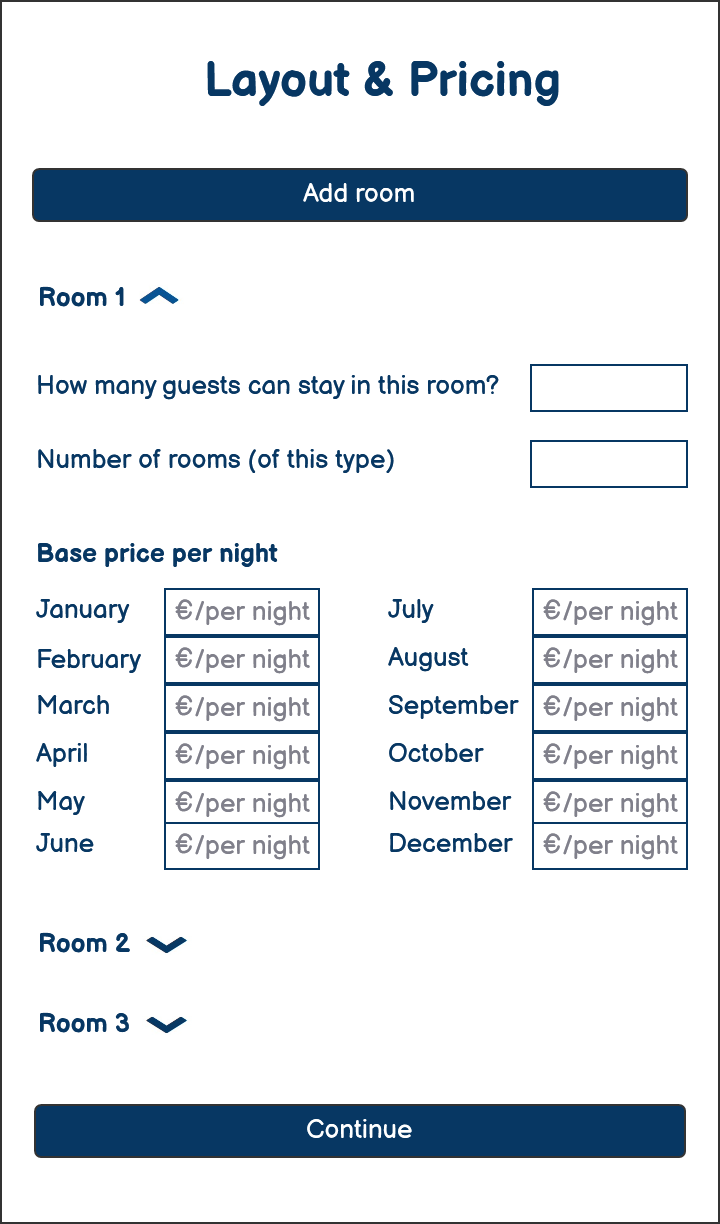 Layout & Pricing
Add room
Room 1
How many guests can stay in this room?
Number of rooms (of this type)
Base price per night
January €/per night July €/per night
February €/per night August €/per night
March €/per night September €/per night
April €/per night October €/per night
May €/per night November €/per night
June €/per night December €/per night
Room 2
Room 3
Continue